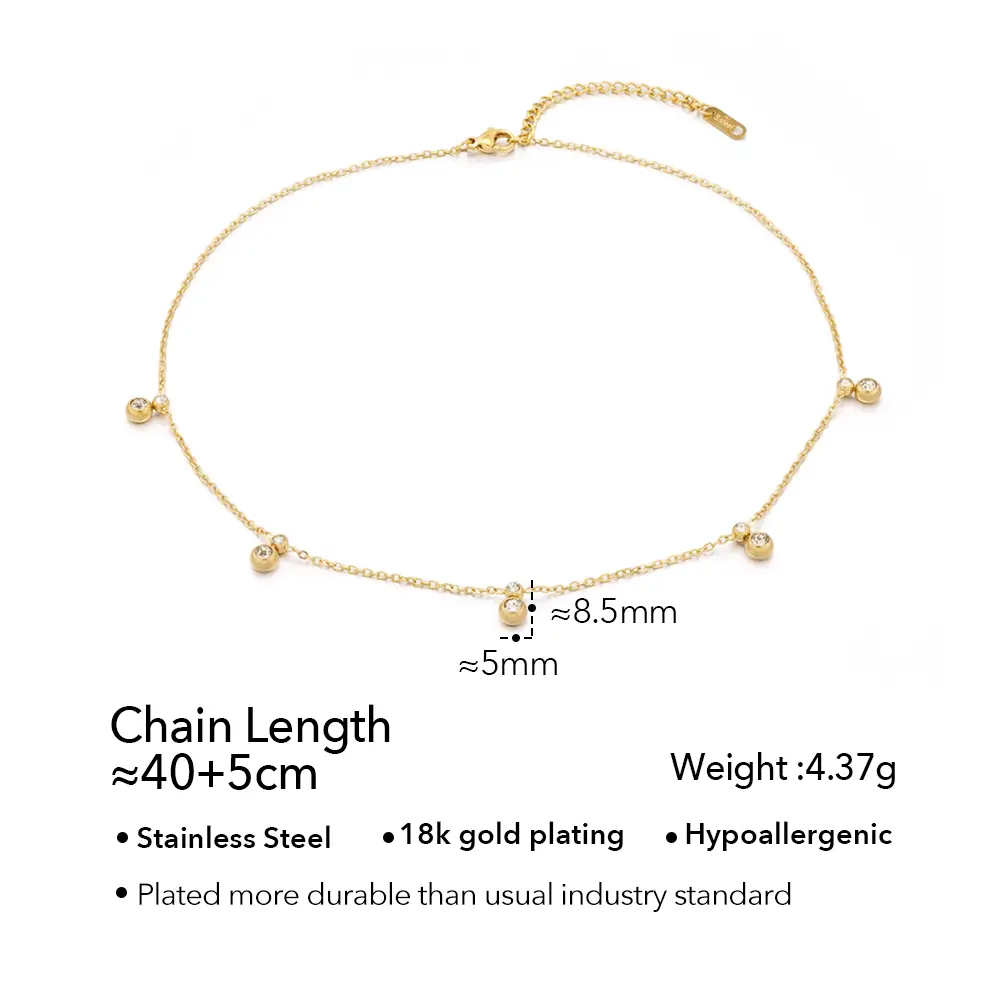 ≈8.5mm
≈5mm
Chain Length
≈40+5cm
Weight :4.37g
• Stainless Steel
• 18k gold plating
• Hypoallergenic
• Plated more durable than usual industry standard